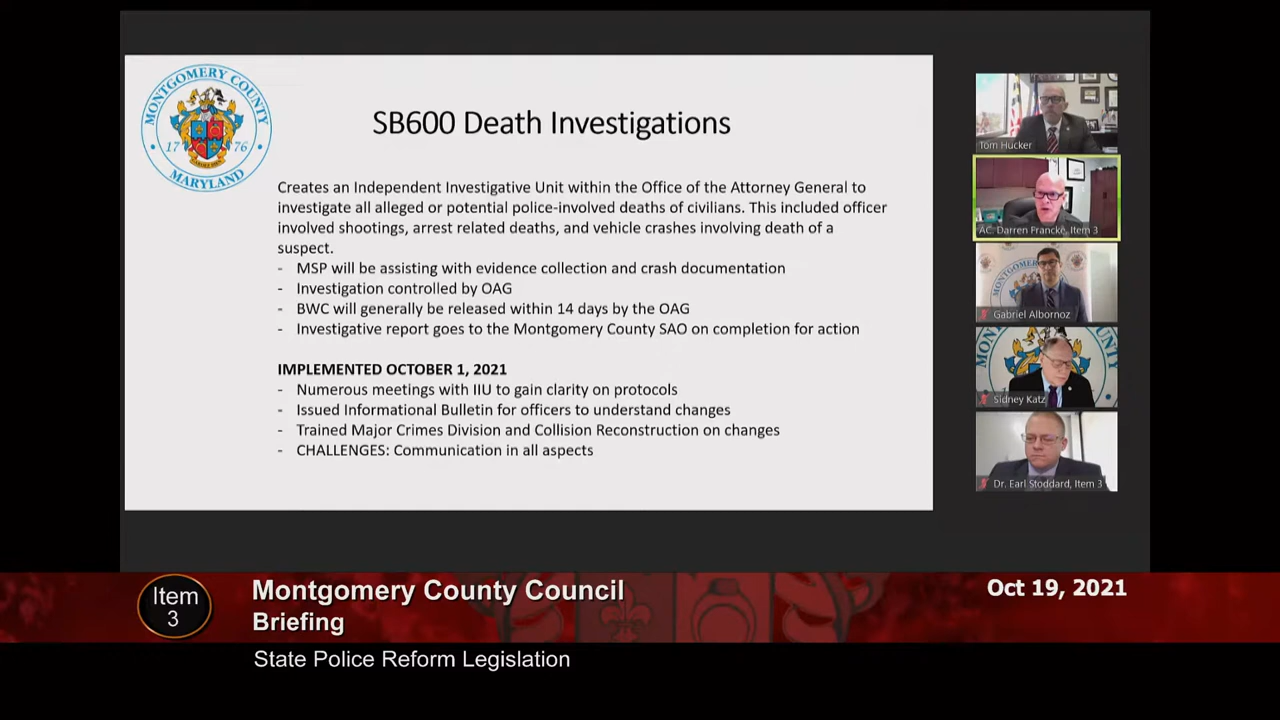 MONTGOMERY COUNTY
17 76
MARYLAND
SB600 Death Investigations
Creates an Independent Investigative Unit within the Office of the Attorney General to
investigate all alleged or potential police-involved deaths of civilians. This included officer
involved shootings, arrest related deaths, and vehicle crashes involving death of a
suspect.
- MSP will be assisting with evidence collection and crash documentation
- Investigation controlled by OAG
- BWC will generally be released within 14 days by the OAG
- Investigative report goes to the Montgomery County SAO on completion for action
IMPLEMENTED OCTOBER 1, 2021
- Numerous meetings with IIU to gain clarity on protocols
- Issued Informational Bulletin for officers to understand changes
- Trained Major Crimes Division and Collision Reconstruction on changes
- CHALLENGES: Communication in all aspects
Tom Hucker
AC. Darren Francke, Item 3
Gabriel Albornoz
Sidney Katz
Dr. Earl Stoddard, Item 3
Item
3
Montgomery County Council
Briefing
Oct 19, 2021
State Police Reform Legislation